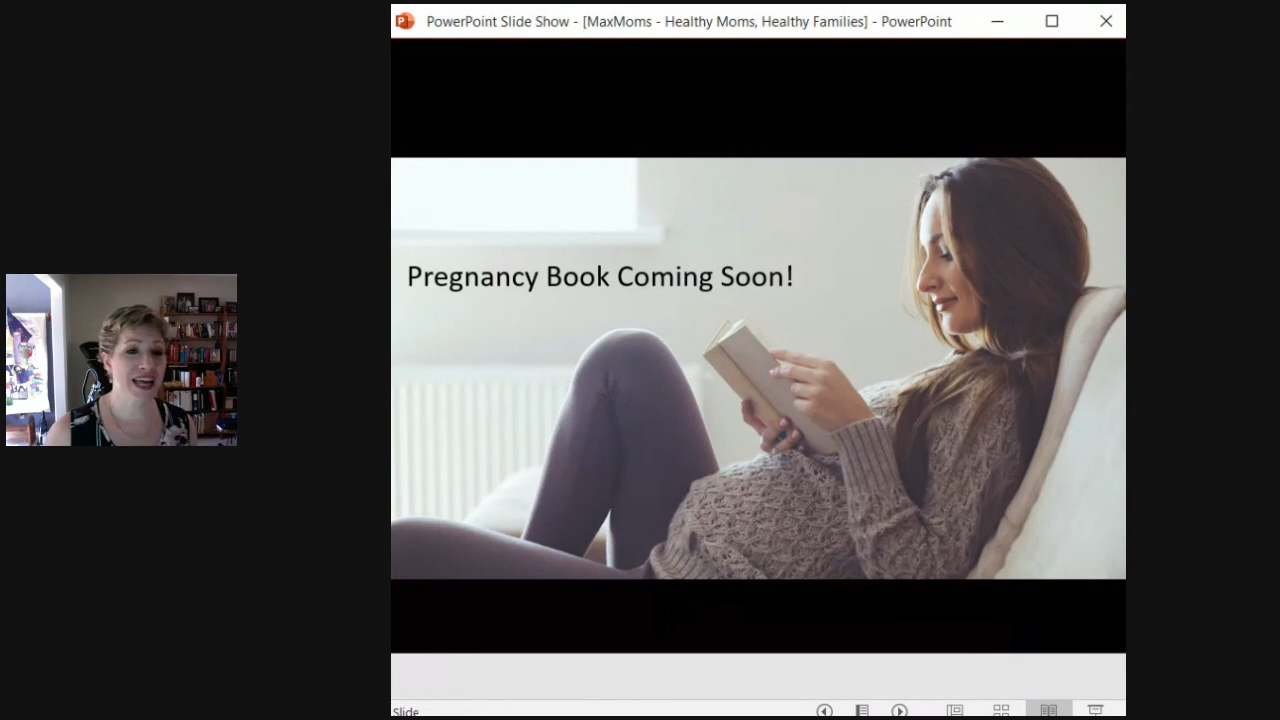 PowerPoint Slide Show - [MaxMoms - Healthy Moms, Healthy Families] - PowerPoint
Pregnancy Book Coming Soon!
Slide